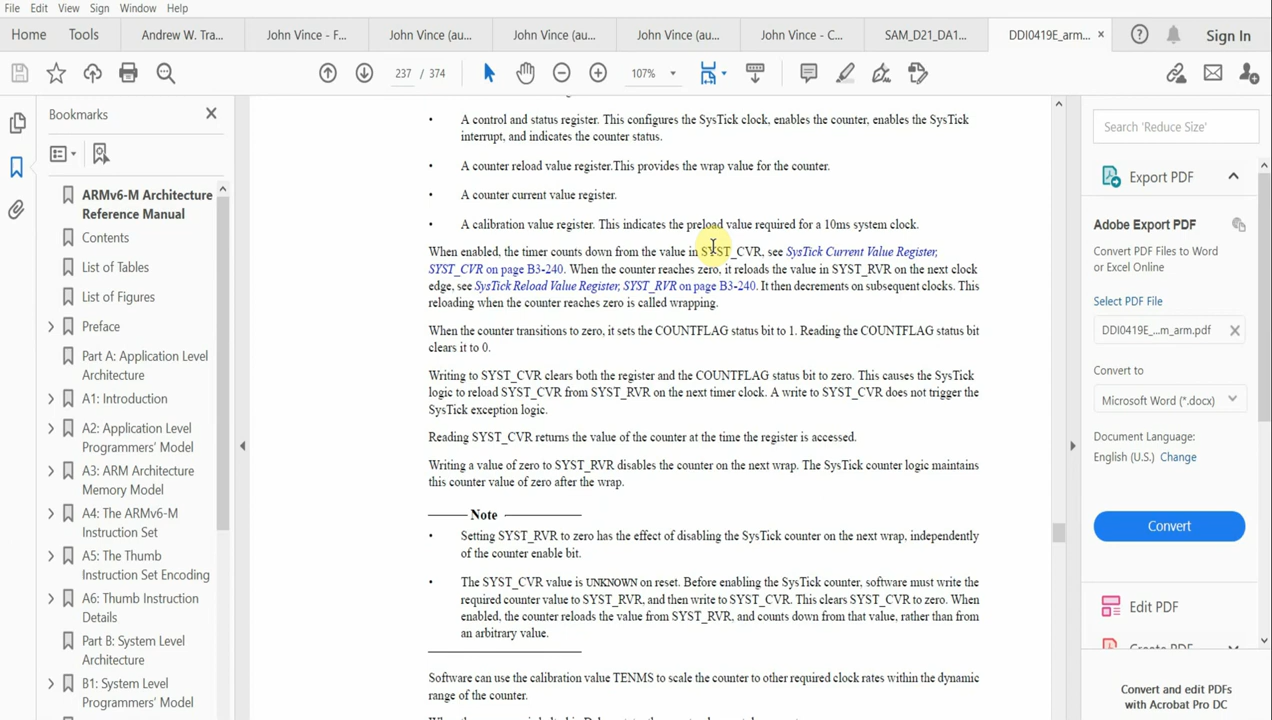 File Edit View Sign Window Help
Home Tools Andrew W. Tra... John Vince - F... John Vince (au... John Vince (au... John Vince (au... John Vince - C... SAM_D21_DA1... DDI0419E_arm... × Sign In
237 / 374 107%
Bookmarks
ARMv6-M Architecture
Reference Manual
Contents
List of Tables
List of Figures
Preface
Part A: Application Level
Architecture
A1: Introduction
A2: Application Level
Programmers' Model
A3: ARM Architecture
Memory Model
A4: The ARMv6-M
Instruction Set
A5: The Thumb
Instruction Set Encoding
A6: Thumb Instruction
Details
Part B: System Level
Architecture
B1: System Level
Programmers' Model
• A control and status register. This configures the SysTick clock, enables the counter, enables the SysTick
interrupt, and indicates the counter status.
• A counter reload value register.This provides the wrap value for the counter.
• A counter current value register.
• A calibration value register. This indicates the preload value required for a 10ms system clock.
When enabled, the timer counts down from the value in SYST_CVR, see SysTick Current Value Register,
SYST_CVR on page B3-240. When the counter reaches zero, it reloads the value in SYST_RVR on the next clock
edge, see SysTick Reload Value Register, SYST_RVR on page B3-240. It then decrements on subsequent clocks. This
reloading when the counter reaches zero is called wrapping.
When the counter transitions to zero, it sets the COUNTFLAG status bit to 1. Reading the COUNTFLAG status bit
clears it to 0.
Writing to SYST_CVR clears both the register and the COUNTFLAG status bit to zero. This causes the SysTick
logic to reload SYST_CVR from SYST_RVR on the next timer clock. A write to SYST_CVR does not trigger the
SysTick exception logic.
Reading SYST_CVR returns the value of the counter at the time the register is accessed.
Writing a value of zero to SYST_RVR disables the counter on the next wrap. The SysTick counter logic maintains
this counter value of zero after the wrap.
Note
• Setting SYST_RVR to zero has the effect of disabling the SysTick counter on the next wrap, independently
of the counter enable bit.
• The SYST_CVR value is UNKNOWN on reset. Before enabling the SysTick counter, software must write the
required counter value to SYST_RVR, and then write to SYST_CVR. This clears SYST_CVR to zero. When
enabled, the counter reloads the value from SYST_RVR, and counts down from that value, rather than from
an arbitrary value.
Software can use the calibration value TENMS to scale the counter to other required clock rates within the dynamic
range of the counter.
Search 'Reduce Size'
Export PDF
Adobe Export PDF
Convert PDF Files to Word
or Excel Online
Select PDF File
DDI0419E_...m_arm.pdf ×
Convert to
Microsoft Word (*.docx)
Document Language:
English (U.S.) Change
Convert
Edit PDF
Convert and edit PDFs
with Acrobat Pro DC